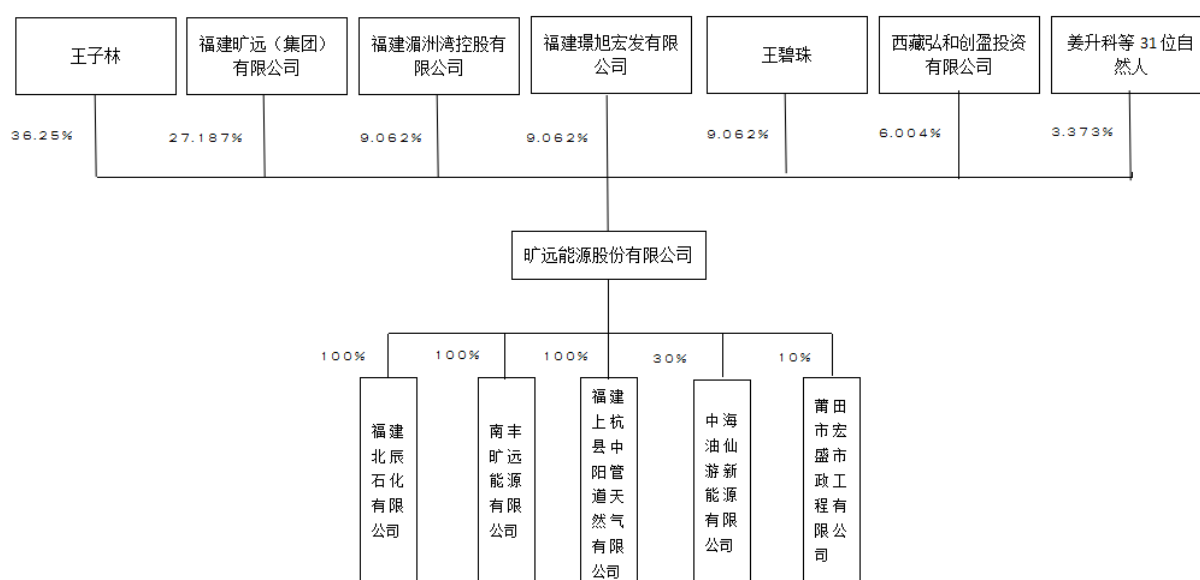 王子林
福建旷远（集团）
有限公司
福建湄洲湾控股有
限公司
福建璟旭宏发有限
公司
王碧珠
西藏弘和创盈投资
有限公司
姜升科等 31 位自
然人
36.25%
27.187%
9.062%
9.062%
9.062%
6.004%
3.373%
旷远能源股份有限公司
100%
100%
100%
30%
10%
福建
北辰
石化
有限
公司
南丰
旷远
能源
有限
公司
福建
上杭
县中
阳管
道天
然气
有限
公司
中海
油仙
游新
能源
有限
公司
莆田
市宏
盛市
政工
程有
限公
司